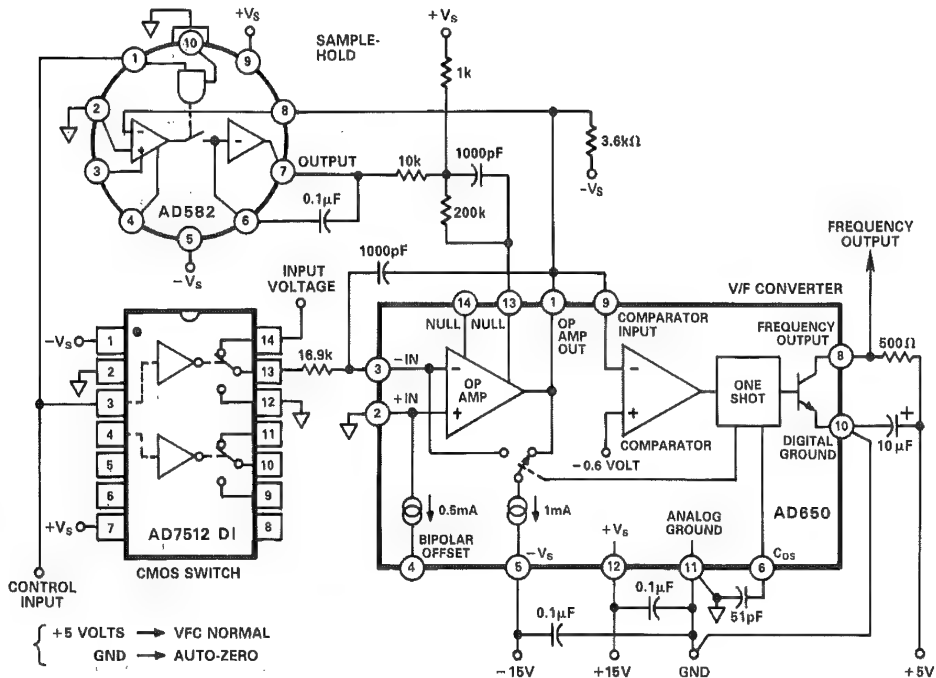 +VS
SAMPLE-
HOLD
+VS
10
1
9
1k
2
8
3.6kΩ
-VS
3
7
OUTPUT
10k
1000pF
0.1µF
200k
4
AD582
6
5
-VS
FREQUENCY
OUTPUT
1000pF
INPUT
VOLTAGE
V/F CONVERTER
14
13
1
9
NULL
NULL
OP
AMP
OUT
COMPARATOR
INPUT
FREQUENCY
OUTPUT
-VS
1
14
2
13
16.9k
3
12
4
11
5
10
6
9
+VS
7
8
AD7512 DI
CMOS SWITCH
3
-IN
-
OP
AMP
2
+IN
+
-
+
COMPARATOR
-0.6 VOLT
ONE
SHOT
8
500Ω
10
DIGITAL
GROUND
+
10µF
0.5mA
1mA
+VS
ANALOG
GROUND
AD650
BIPOLAR
OFFSET
-VS
COS
4
5
12
11
6
0.1µF
0.1µF
51pF
CONTROL
INPUT
+5 VOLTS → VFC NORMAL
GND → AUTO-ZERO
-15V
+15V
GND
+5V